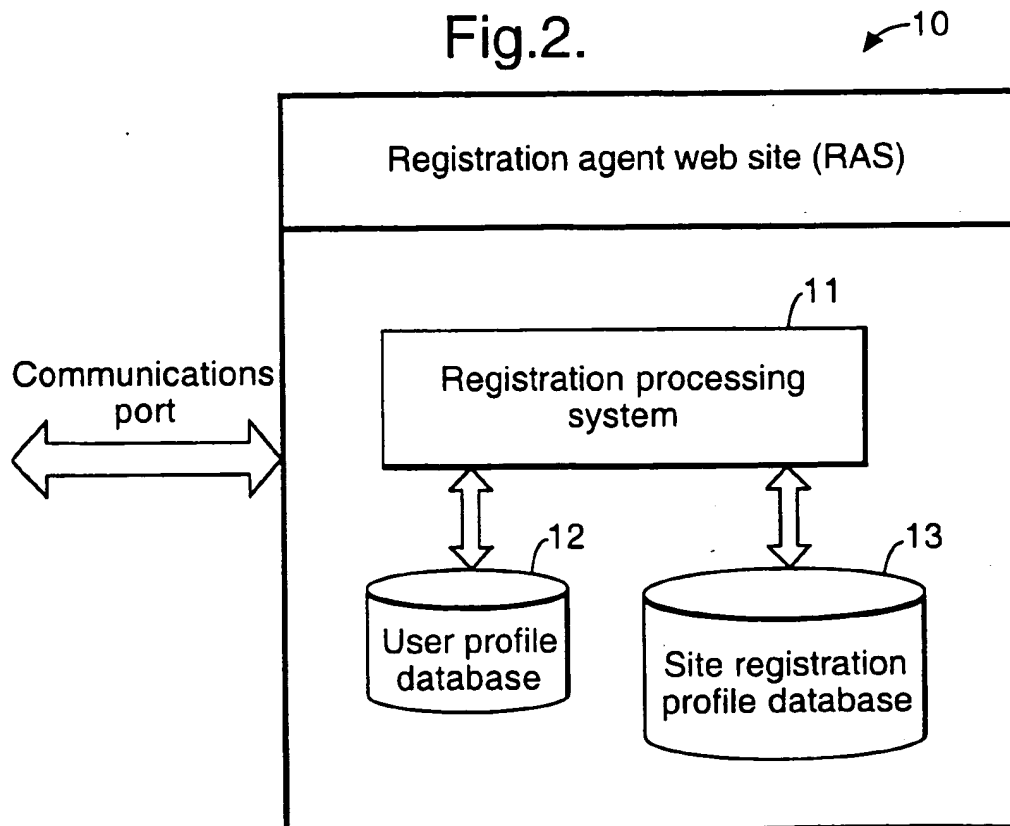 Fig.2.
10
Registration agent web site (RAS)
11
Registration processing
system
Communications
port
12
13
User profile
database
Site registration
profile database